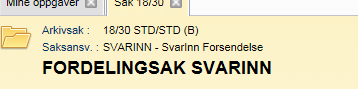 Mine oppgaver
Sak 18/30
Arkivsak : 18/30 STD/STD (B)
Saksansv. : SVARINN - SvarInn Forsendelse
FORDELINGSAK SVARINN